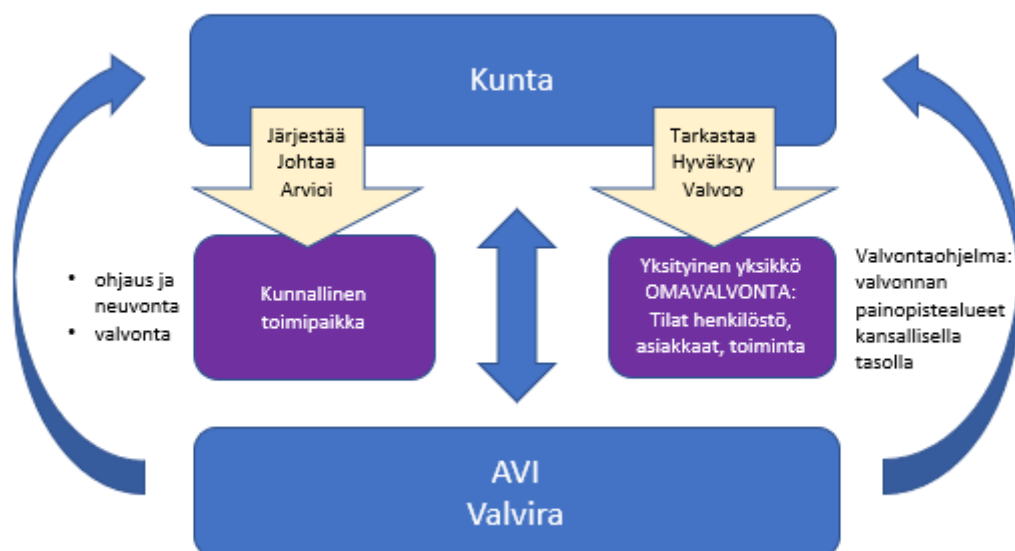 Kunta
Järjestää
Johtaa
Arvioi
Tarkastaa
Hyväksyy
Valvoo
• ohjaus ja
neuvonta
• valvonta
Kunnallinen
toimipaikka
Yksityinen yksikkö
OMAVALVONTA:
Tilat henkilöstö,
asiakkaat, toiminta
Valvontaohjelma:
valvonnan
painopistealueet
kansallisella
tasolla
AVI
Valvira